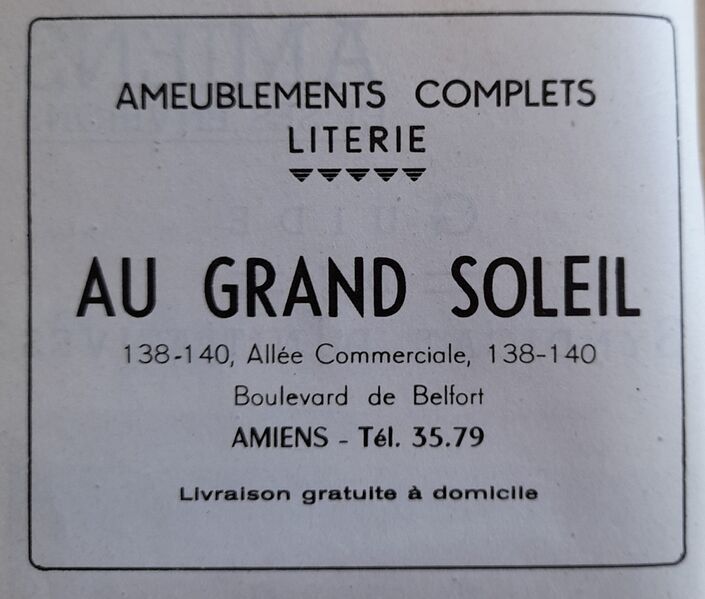 AMEUBLEMENTS COMPLETS
LITERIE
AU GRAND SOLEIL
138-140, Allée Commerciale, 138-140
Boulevard de Belfort
AMIENS - Tél. 35.79
Livraison gratuite à domicile